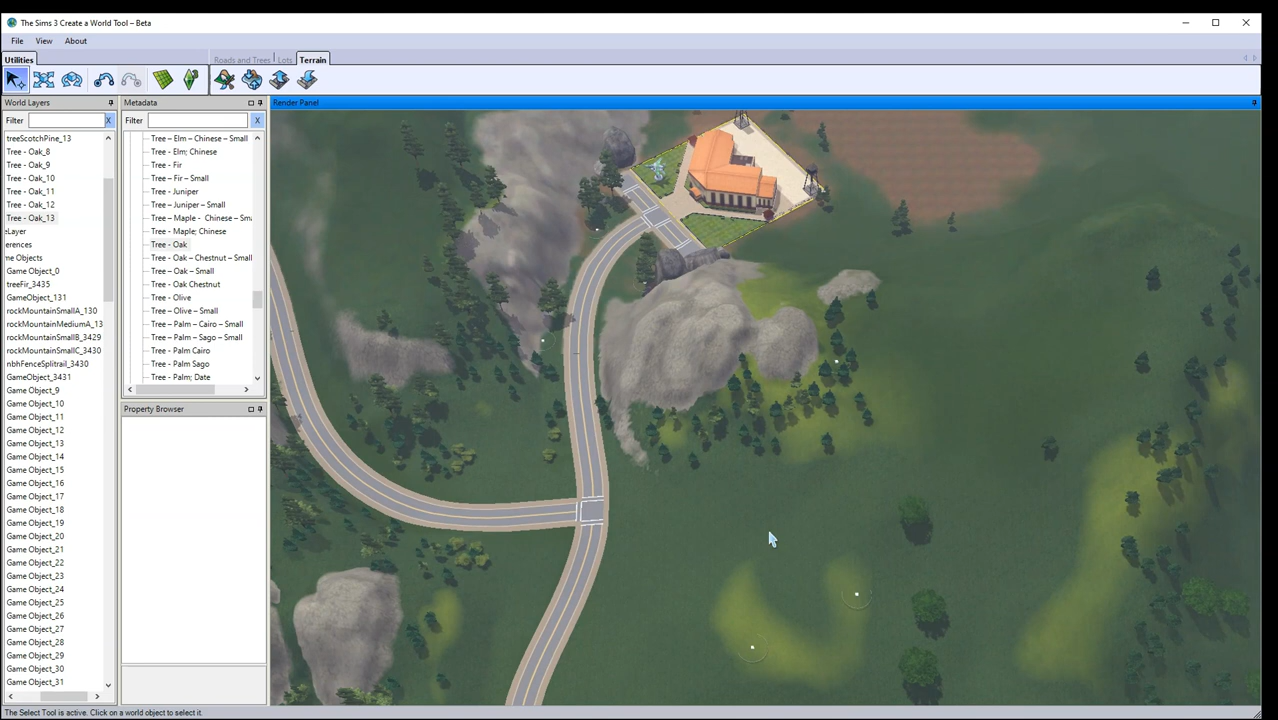 The Sims 3 Create a World Tool – Beta
File View About
Utilities
Roads and Trees Lots Terrain
World Layers
Filter X
treeScotchPine_13
Tree - Oak_8
Tree - Oak_9
Tree - Oak_10
Tree - Oak_11
Tree - Oak_12
Tree - Oak_13
eLayer
erences
me Objects
Game Object_0
treeFir_3435
GameObject_131
rockMountainSmallA_130
rockMountainMediumA_13
rockMountainSmallB_3429
rockMountainSmallC_3430
nbhFenceSplitrail_3430
GameObject_3431
Game Object_9
Game Object_10
Game Object_11
Game Object_12
Game Object_13
Game Object_14
Game Object_15
Game Object_16
Game Object_17
Game Object_18
Game Object_19
Game Object_20
Game Object_21
Game Object_22
Game Object_23
Game Object_24
Game Object_25
Game Object_26
Game Object_27
Game Object_28
Game Object_29
Game Object_30
Game Object_31
Metadata
Filter X
Tree – Elm – Chinese – Small
Tree - Elm; Chinese
Tree - Fir
Tree – Fir – Small
Tree - Juniper
Tree – Juniper – Small
Tree – Maple - Chinese – Sma
Tree - Maple; Chinese
Tree - Oak
Tree – Oak – Chestnut – Small
Tree – Oak – Small
Tree - Oak Chestnut
Tree - Olive
Tree – Olive – Small
Tree – Palm – Cairo – Small
Tree – Palm – Sago – Small
Tree - Palm Cairo
Tree - Palm Sago
Tree - Palm; Date
Property Browser
Render Panel
The Select Tool is active. Click on a world object to select it.